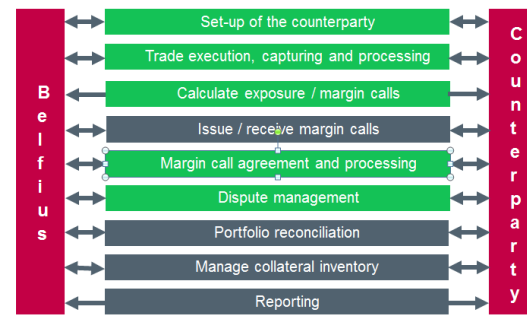 Belfius
Set-up of the counterparty
Trade execution, capturing and processing
Calculate exposure / margin calls
Issue / receive margin calls
Margin call agreement and processing
Dispute management
Portfolio reconciliation
Manage collateral inventory
Reporting
Counterparty